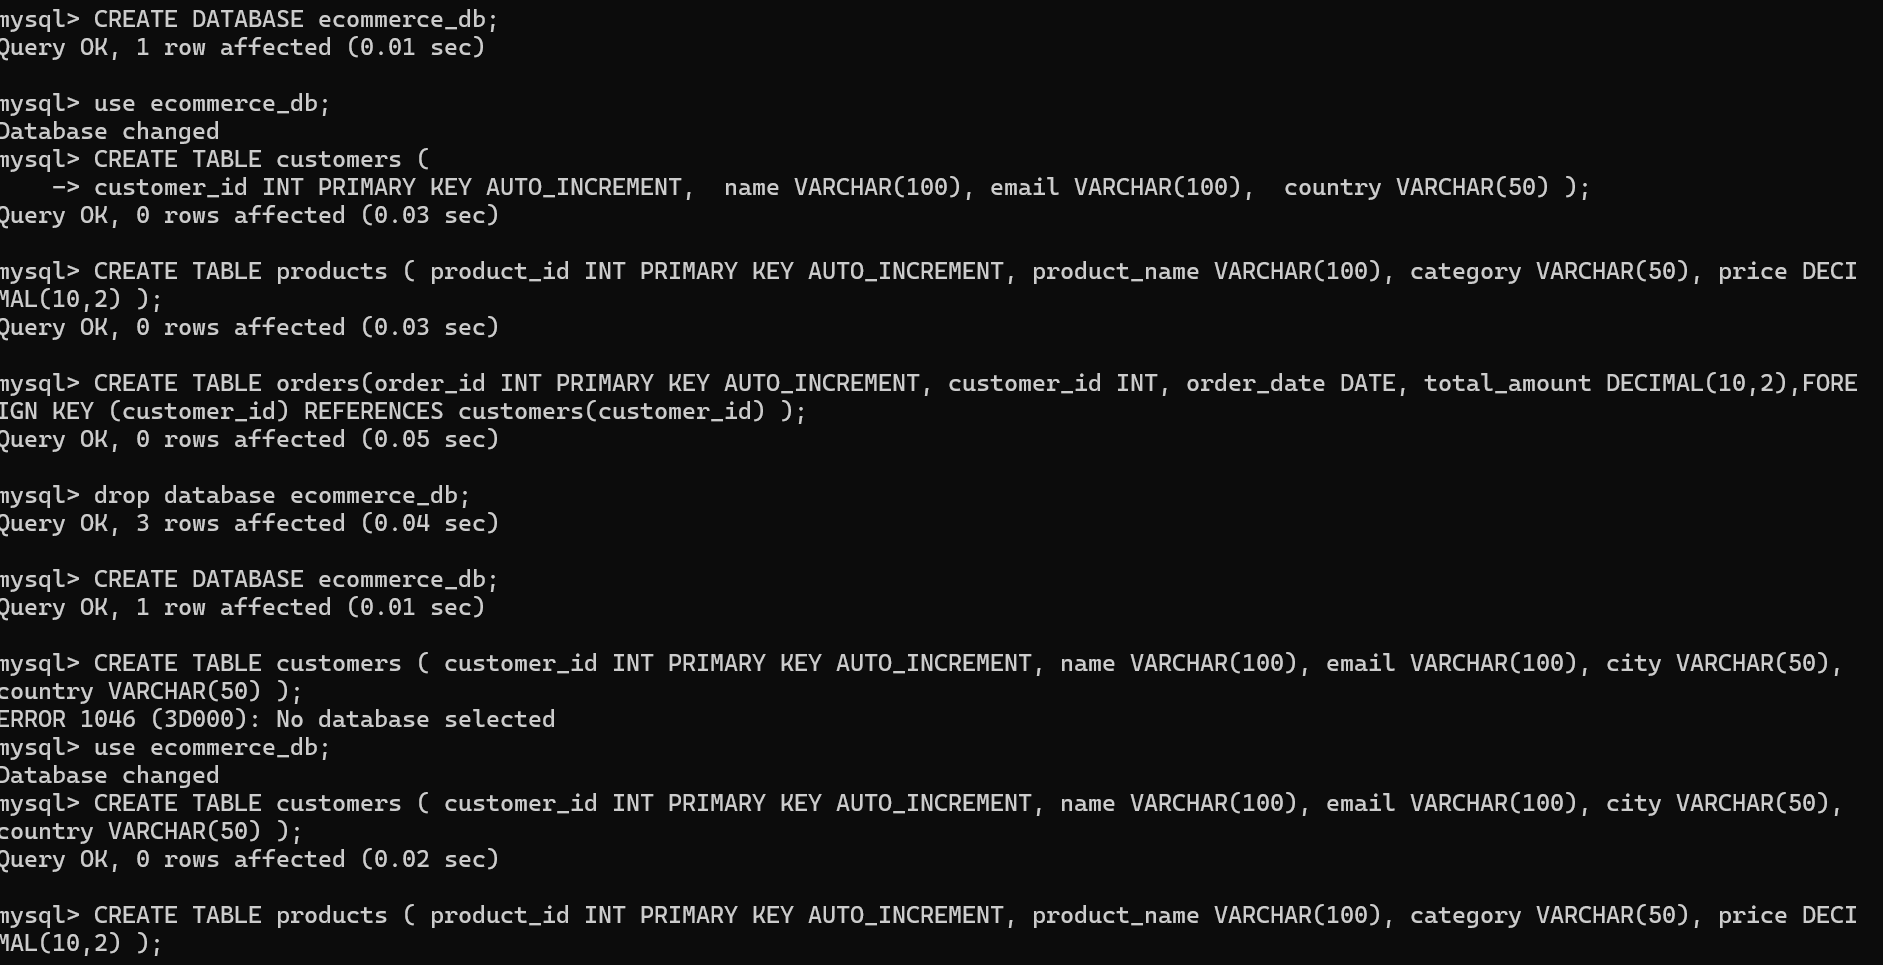 mysql> CREATE DATABASE ecommerce_db;
Query OK, 1 row affected (0.01 sec)
mysql> use ecommerce_db;
Database changed
mysql> CREATE TABLE customers (
    -> customer_id INT PRIMARY KEY AUTO_INCREMENT,  name VARCHAR(100), email VARCHAR(100),  country VARCHAR(50) );
Query OK, 0 rows affected (0.03 sec)
mysql> CREATE TABLE products ( product_id INT PRIMARY KEY AUTO_INCREMENT, product_name VARCHAR(100), category VARCHAR(50), price DECI
MAL(10,2) );
Query OK, 0 rows affected (0.03 sec)
mysql> CREATE TABLE orders(order_id INT PRIMARY KEY AUTO_INCREMENT, customer_id INT, order_date DATE, total_amount DECIMAL(10,2),FORE
IGN KEY (customer_id) REFERENCES customers(customer_id) );
Query OK, 0 rows affected (0.05 sec)
mysql> drop database ecommerce_db;
Query OK, 3 rows affected (0.04 sec)
mysql> CREATE DATABASE ecommerce_db;
Query OK, 1 row affected (0.01 sec)
mysql> CREATE TABLE customers ( customer_id INT PRIMARY KEY AUTO_INCREMENT, name VARCHAR(100), email VARCHAR(100), city VARCHAR(50),
country VARCHAR(50) );
ERROR 1046 (3D000): No database selected
mysql> use ecommerce_db;
Database changed
mysql> CREATE TABLE customers ( customer_id INT PRIMARY KEY AUTO_INCREMENT, name VARCHAR(100), email VARCHAR(100), city VARCHAR(50),
country VARCHAR(50) );
Query OK, 0 rows affected (0.02 sec)
mysql> CREATE TABLE products ( product_id INT PRIMARY KEY AUTO_INCREMENT, product_name VARCHAR(100), category VARCHAR(50), price DECI
MAL(10,2) );